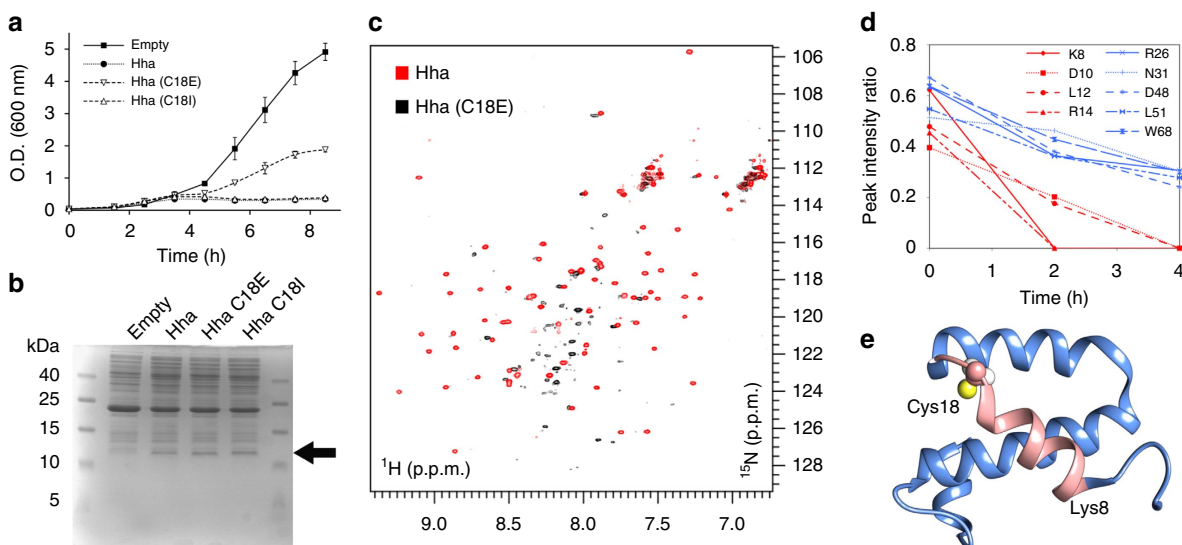 a
Empty
Hha
Hha (C18E)
Hha (C18I)
O.D. (600 nm)
5
4
3
2
1
0
0 2 4 6 8
Time (h)
b
Empty
Hha
Hha C18E
Hha C18I
kDa
40
25
15
10
5
c
Hha
Hha (C18E)
106
108
110
112
114
116
118
120
122
124
126
128
¹H (p.p.m.)
¹⁵N (p.p.m.)
9.0 8.5 8.0 7.5 7.0
d
K8
D10
L12
R14
R26
N31
D48
L51
W68
Peak intensity ratio
0.8
0.6
0.4
0.2
0
0 1 2 3 4
Time (h)
e
Cys18
Lys8